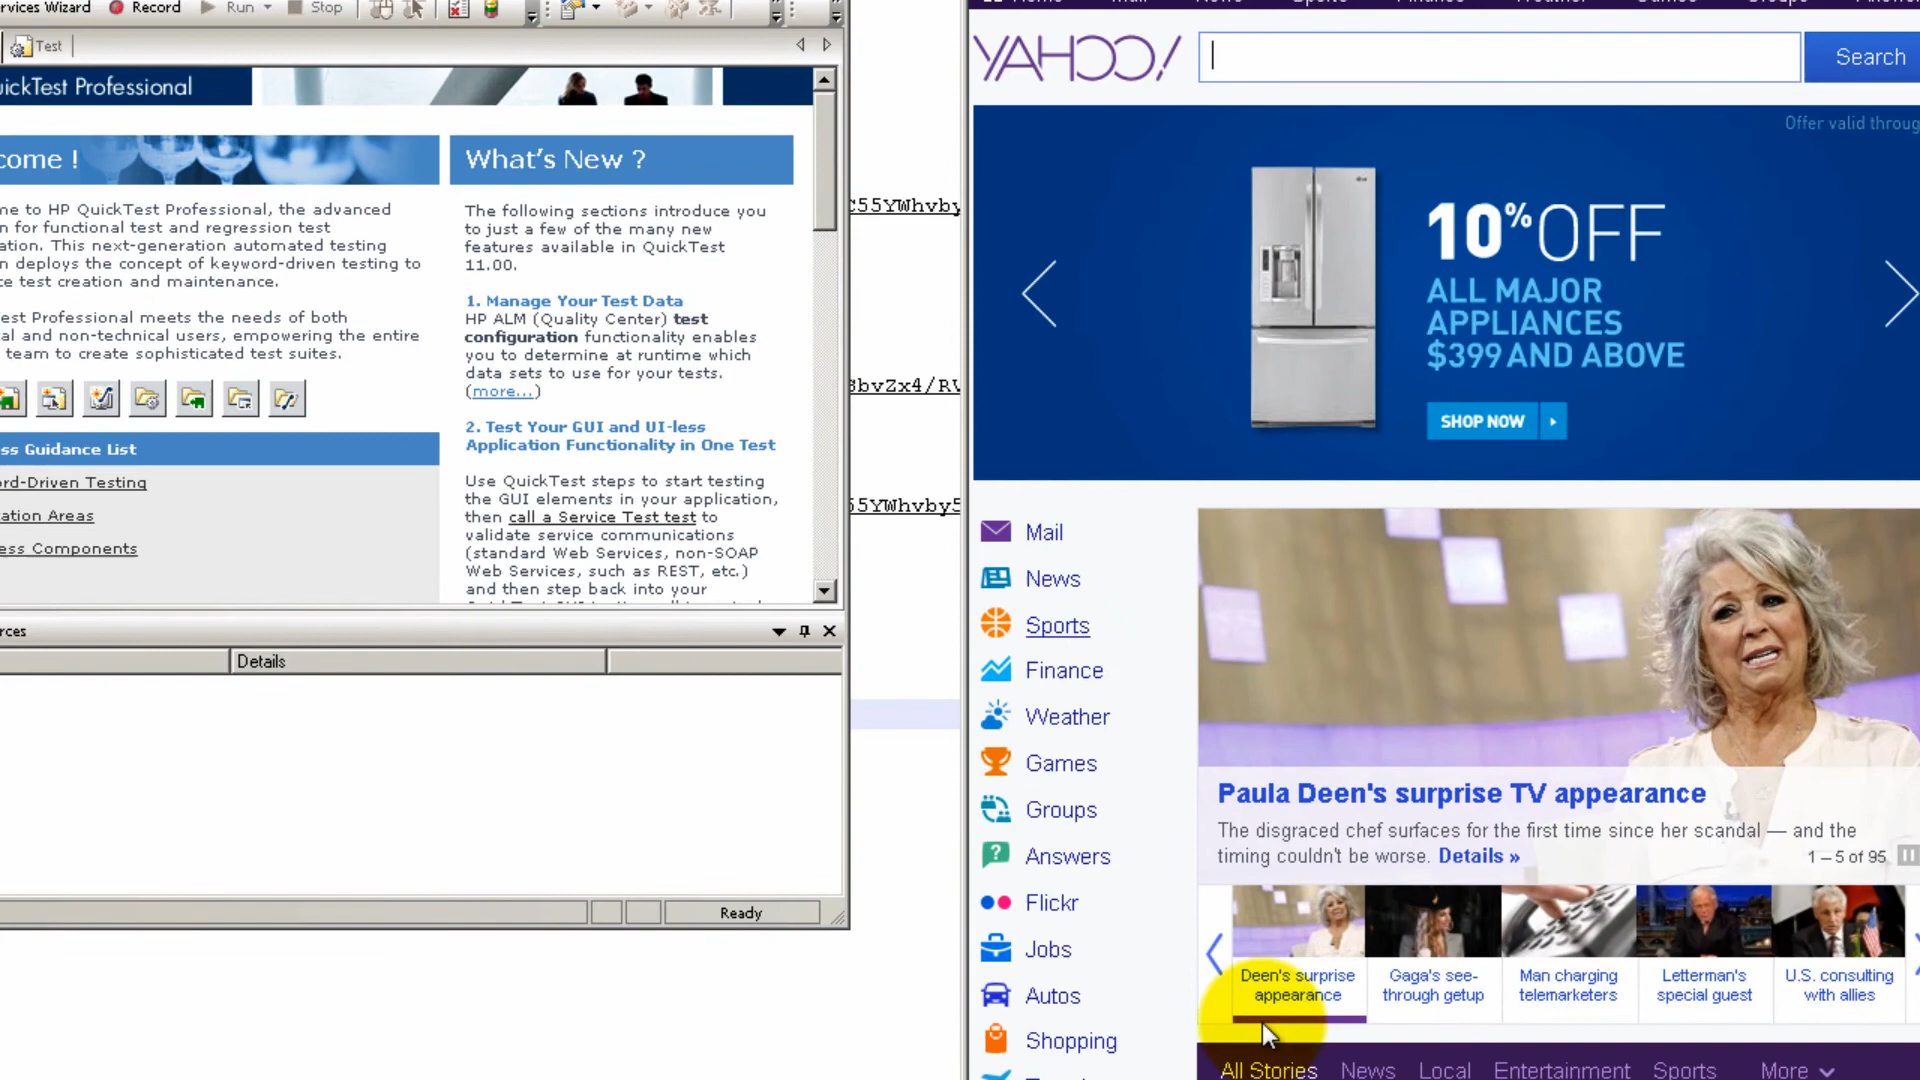 rvices Wizard Record Run Stop
Test
uickTest Professional
come !
me to HP QuickTest Professional, the advanced
n for functional test and regression test
ation. This next-generation automated testing
n deploys the concept of keyword-driven testing to
ce test creation and maintenance.
est Professional meets the needs of both
al and non-technical users, empowering the entire
team to create sophisticated test suites.
ss Guidance List
ord-Driven Testing
ation Areas
ess Components
What's New ?
The following sections introduce you
to just a few of the many new
features available in QuickTest
11.00.
1. Manage Your Test Data
HP ALM (Quality Center) test
configuration functionality enables
you to determine at runtime which
data sets to use for your tests.
(more...)
2. Test Your GUI and UI-less
Application Functionality in One Test
Use QuickTest steps to start testing
the GUI elements in your application,
then call a Service Test test to
validate service communications
(standard Web Services, non-SOAP
Web Services, such as REST, etc.)
and then step back into your
rces
Details
Ready
C55YWhvby
3bvZx4/RV
55YWhvby5
YAHOO!
Search
Offer valid throug
10% OFF
ALL MAJOR
APPLIANCES
$399 AND ABOVE
SHOP NOW
Mail
News
Sports
Finance
Weather
Games
Groups
Answers
Flickr
Jobs
Autos
Shopping
Paula Deen's surprise TV appearance
The disgraced chef surfaces for the first time since her scandal — and the
timing couldn't be worse. Details »
1 – 5 of 95
Deen's surprise
appearance
Gaga's see-
through getup
Man charging
telemarketers
Letterman's
special guest
U.S. consulting
with allies
All Stories News Local Entertainment Sports More